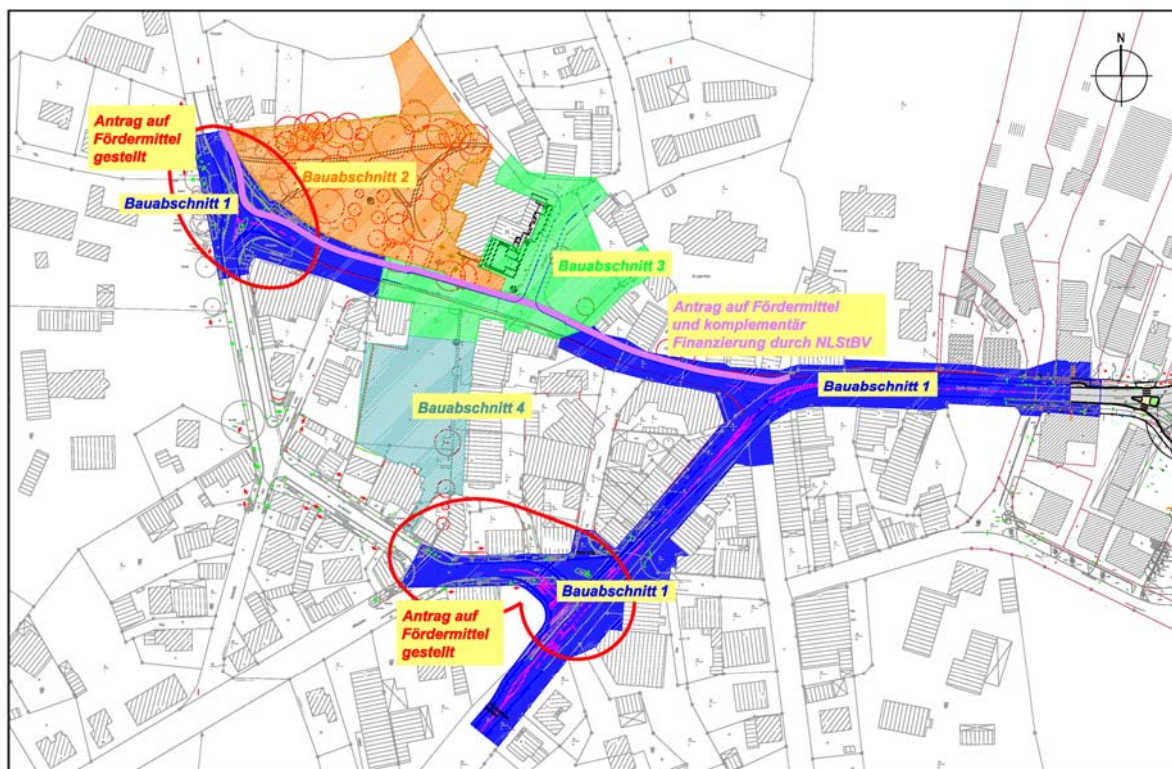 N
Antrag auf
Fördermittel
gestellt
Bauabschnitt 2
Bauabschnitt 1
Bauabschnitt 3
Antrag auf Fördermittel
und komplementär
Finanzierung durch NLStBV
Bauabschnitt 1
Bauabschnitt 4
Bauabschnitt 1
Antrag auf
Fördermittel
gestellt